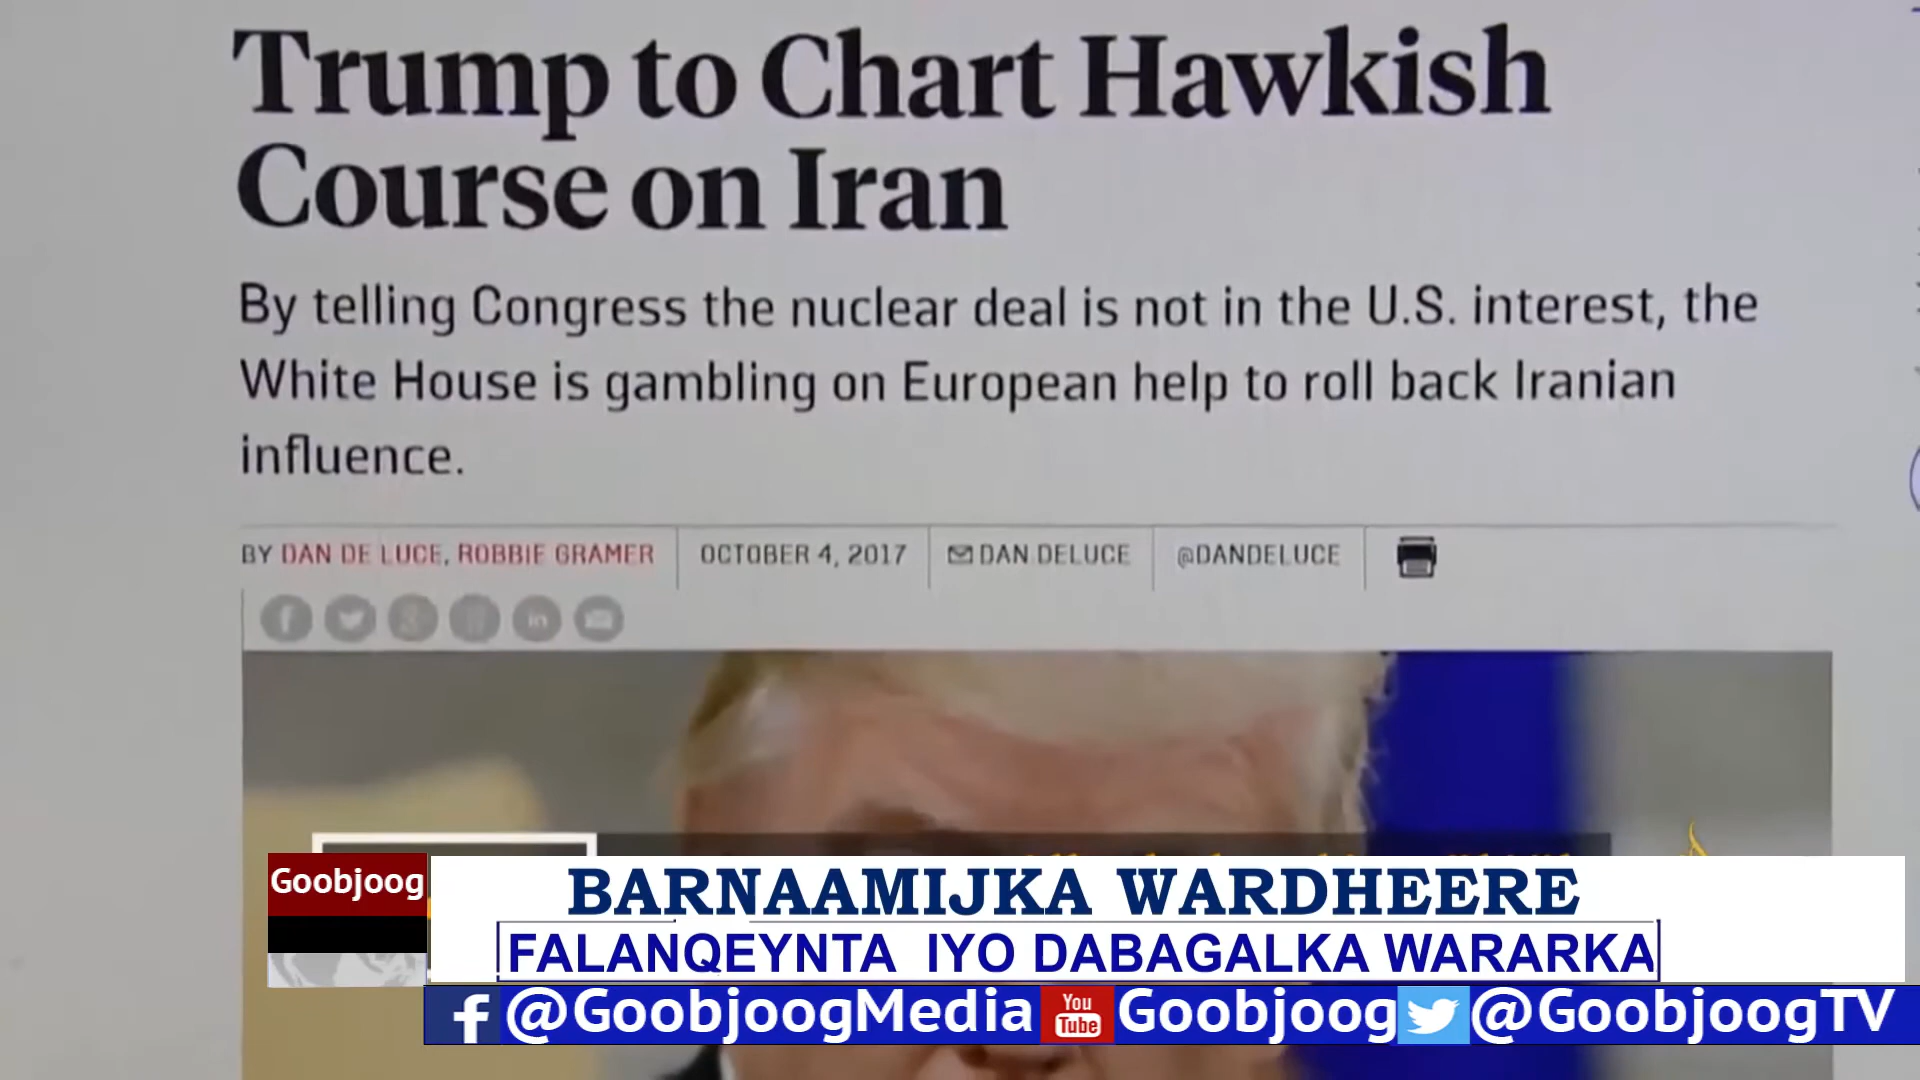 Trump to Chart Hawkish
Course on Iran
By telling Congress the nuclear deal is not in the U.S. interest, the
White House is gambling on European help to roll back Iranian
influence.
BY DAN DE LUCE, ROBBIE GRAMER
OCTOBER 4, 2017
DAN DELUCE
@DANDELUCE
in
Goobjoog
BARNAAMIJKA WARDHEERE
FALANQEYNTA IYO DABAGALKA WARARKA
f @GoobjoogMedia You Tube Goobjoog @GoobjoogTV